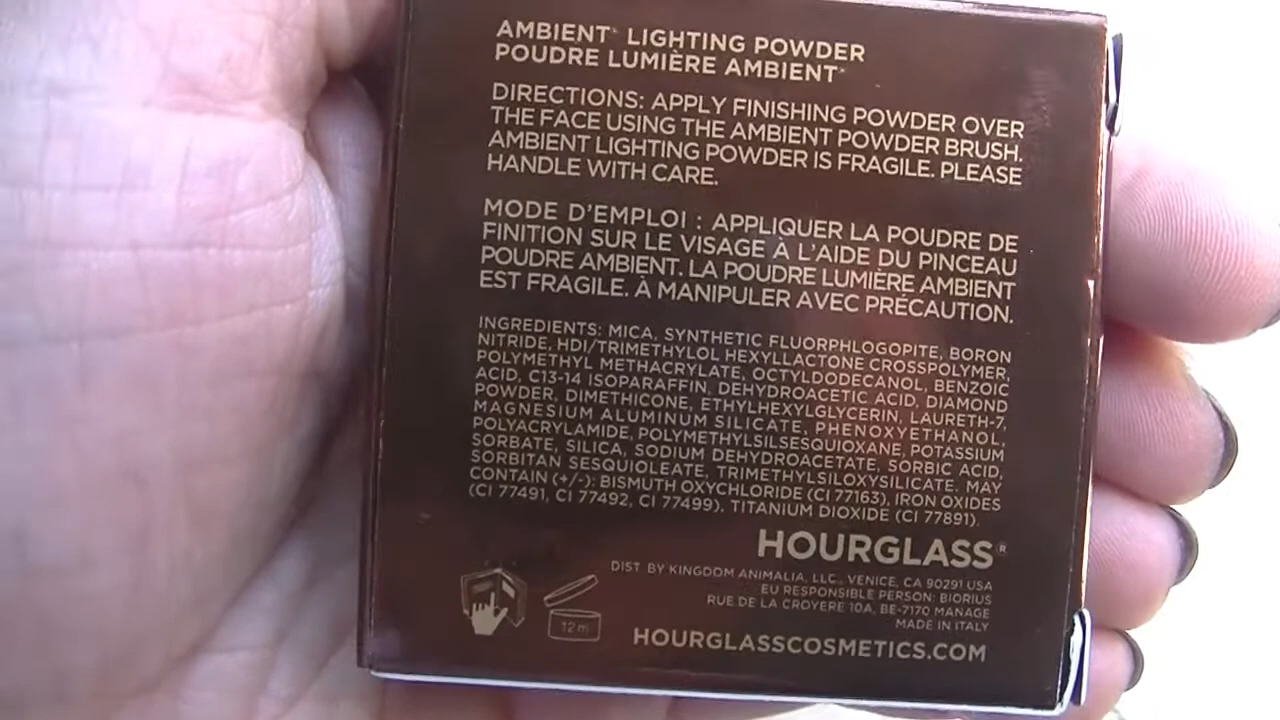 AMBIENT™ LIGHTING POWDER
POUDRE LUMIÈRE AMBIENT™
DIRECTIONS: APPLY FINISHING POWDER OVER
THE FACE USING THE AMBIENT POWDER BRUSH.
AMBIENT LIGHTING POWDER IS FRAGILE. PLEASE
HANDLE WITH CARE.
MODE D'EMPLOI : APPLIQUER LA POUDRE DE
FINITION SUR LE VISAGE À L'AIDE DU PINCEAU
POUDRE AMBIENT. LA POUDRE LUMIÈRE AMBIENT
EST FRAGILE. À MANIPULER AVEC PRÉCAUTION.
INGREDIENTS: MICA, SYNTHETIC FLUORPHLOGOPITE, BORON
NITRIDE, HDI/TRIMETHYLOL HEXYLLACTONE CROSSPOLYMER,
POLYMETHYL METHACRYLATE, OCTYLDODECANOL, BENZOIC
ACID, C13-14 ISOPARAFFIN, DEHYDROACETIC ACID, DIAMOND
POWDER, DIMETHICONE, ETHYLHEXYLGLYCERIN, LAURETH-7,
MAGNESIUM ALUMINUM SILICATE, PHENOXYETHANOL,
POLYACRYLAMIDE, POLYMETHYLSILSESQUIOXANE, POTASSIUM
SORBATE, SILICA, SODIUM DEHYDROACETATE, SORBIC ACID,
SORBITAN SESQUIOLEATE, TRIMETHYLSILOXYSILICATE. MAY
CONTAIN (+/-): BISMUTH OXYCHLORIDE (CI 77163), IRON OXIDES
(CI 77491, CI 77492, CI 77499), TITANIUM DIOXIDE (CI 77891).
HOURGLASS®
DIST BY KINGDOM ANIMALIA, LLC., VENICE, CA 90291 USA
EU RESPONSIBLE PERSON: BIORIUS
RUE DE LA CROYERE 10A, BE-7170 MANAGE
MADE IN ITALY
12 m
HOURGLASSCOSMETICS.COM